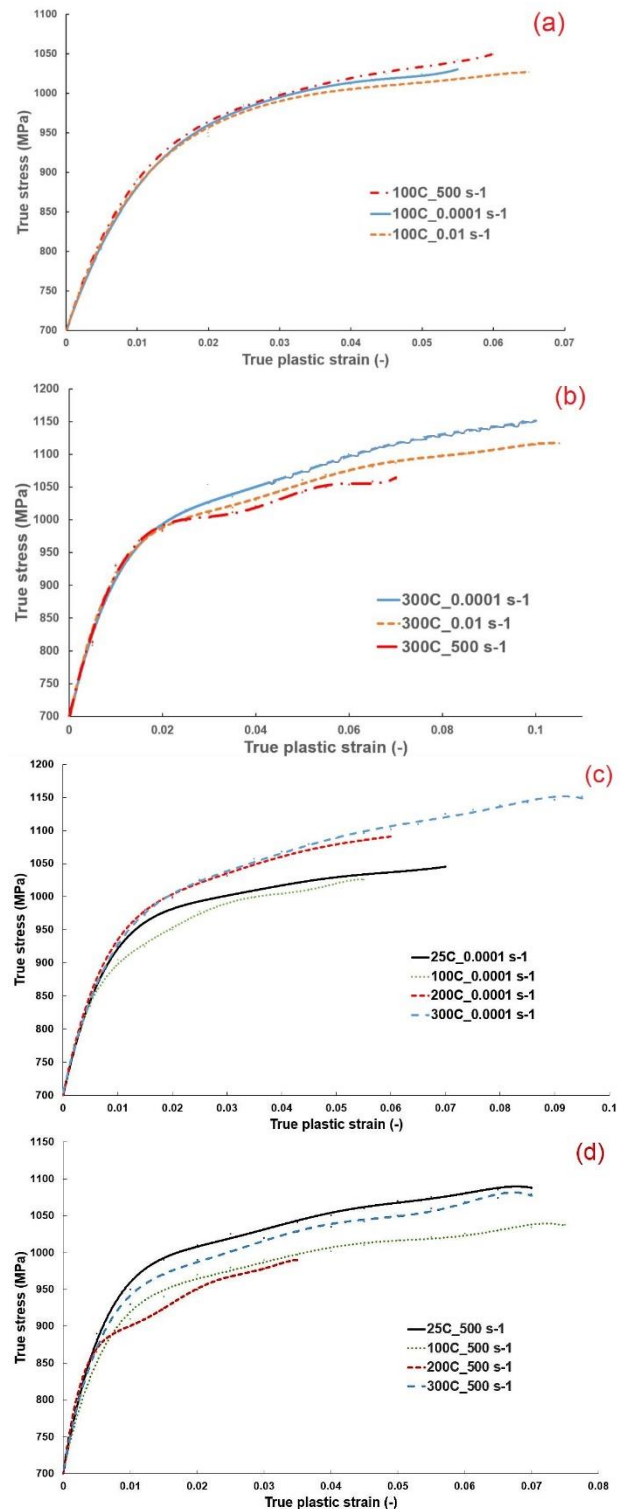 (a)
True stress (MPa)
1100
1050
1000
950
900
850
800
750
700
100C_500 s-1
100C_0.0001 s-1
100C_0.01 s-1
0 0.01 0.02 0.03 0.04 0.05 0.06 0.07
True plastic strain (-)
(b)
True stress (MPa)
1200
1150
1100
1050
1000
950
900
850
800
750
700
300C_0.0001 s-1
300C_0.01 s-1
300C_500 s-1
0 0.02 0.04 0.06 0.08 0.1
True plastic strain (-)
(c)
True stress (MPa)
1200
1150
1100
1050
1000
950
900
850
800
750
700
25C_0.0001 s-1
100C_0.0001 s-1
200C_0.0001 s-1
300C_0.0001 s-1
0 0.01 0.02 0.03 0.04 0.05 0.06 0.07 0.08 0.09 0.1
True plastic strain (-)
(d)
True stress (MPa)
1150
1100
1050
1000
950
900
850
800
750
700
25C_500 s-1
100C_500 s-1
200C_500 s-1
300C_500 s-1
0 0.01 0.02 0.03 0.04 0.05 0.06 0.07 0.08
True plastic strain (-)